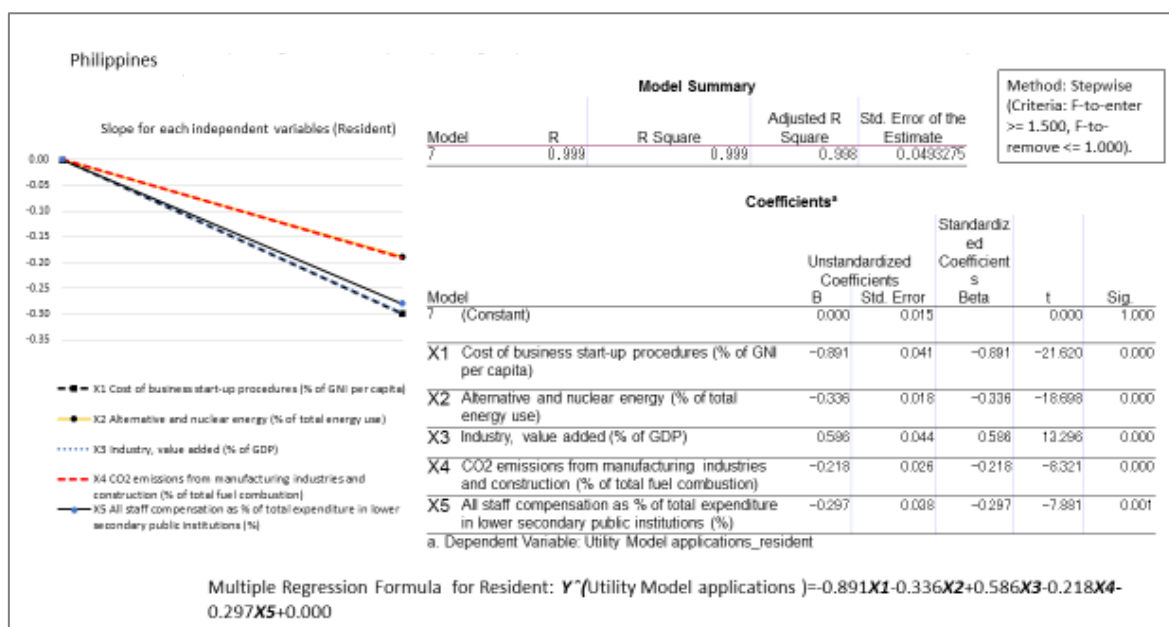 Philippines
Model Summary
Model R R Square Adjusted R Square Std. Error of the Estimate
7 0.999 0.999 0.998 0.0493275
Method: Stepwise
(Criteria: F-to-enter
>= 1.500, F-to-
remove <= 1.000).
Slope for each independent variables (Resident)
0.00
-0.05
-0.10
-0.15
-0.20
-0.25
-0.30
-0.35
X1 Cost of business start-up procedures (% of GNI per capita)
X2 Alternative and nuclear energy (% of total energy use)
X3 Industry, value added (% of GDP)
X4 CO2 emissions from manufacturing industries and
construction (% of total fuel combustion)
X5 All staff compensation as % of total expenditure in lower
secondary public institutions (%)
Coefficientsᵃ
Model Unstandardized Coefficients Standardized Coefficients
B Std. Error Beta t Sig.
7 (Constant) 0.000 0.015 0.000 1.000
X1 Cost of business start-up procedures (% of GNI −0.891 0.041 −0.891 −21.620 0.000
per capita)
X2 Alternative and nuclear energy (% of total −0.336 0.018 −0.336 −18.698 0.000
energy use)
X3 Industry, value added (% of GDP) 0.586 0.044 0.586 13.296 0.000
X4 CO2 emissions from manufacturing industries −0.218 0.026 −0.218 −8.321 0.000
and construction (% of total fuel combustion)
X5 All staff compensation as % of total expenditure −0.297 0.038 −0.297 −7.881 0.001
in lower secondary public institutions (%)
a. Dependent Variable: Utility Model applications_resident
Multiple Regression Formula for Resident: Y^(Utility Model applications )=-0.891X1-0.336X2+0.586X3-0.218X4-
0.297X5+0.000